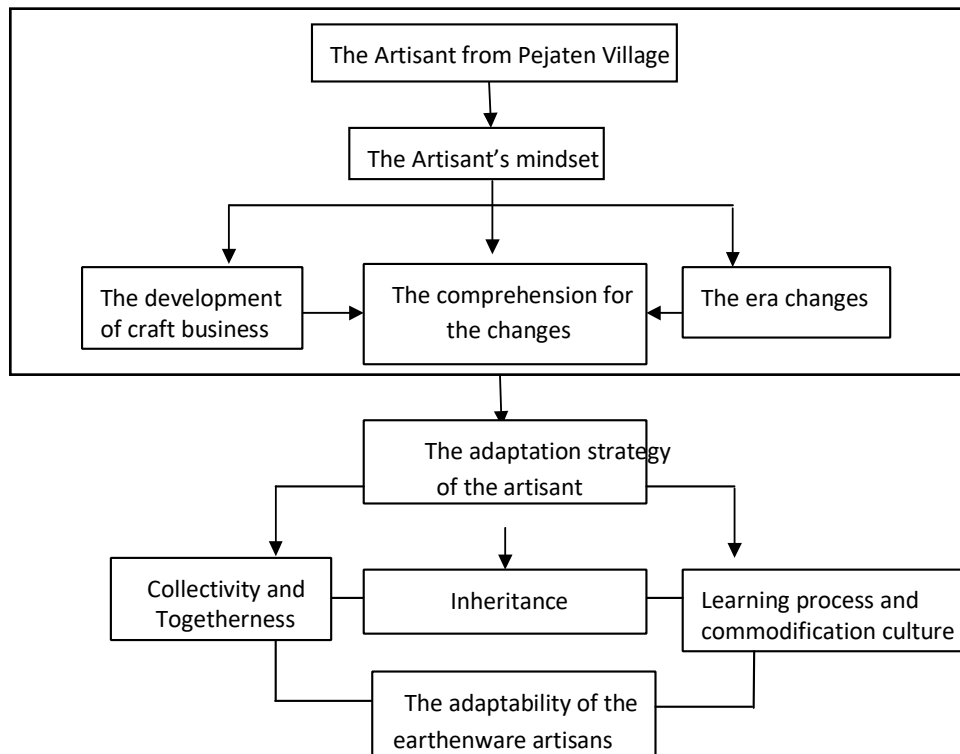 The Artisant from Pejaten Village
The Artisant’s mindset
The development
of craft business
The comprehension for
the changes
The era changes
The adaptation strategy
of the artisant
Collectivity and
Togetherness
Inheritance
Learning process and
commodification culture
The adaptability of the
earthenware artisans